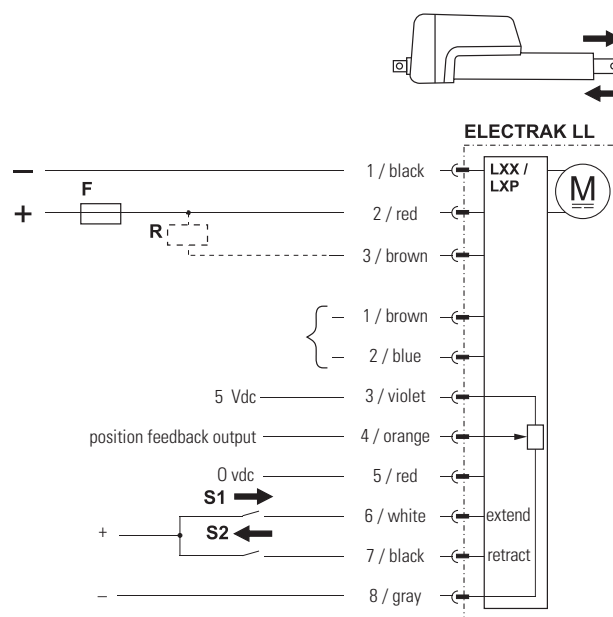 ELECTRAK LL
LXX /
LXP
M
−
1 / black
F
+
2 / red
R
3 / brown
1 / brown
2 / blue
5 Vdc
3 / violet
position feedback output
4 / orange
0 vdc
5 / red
S1
6 / white
extend
+
S2
7 / black
retract
–
8 / gray